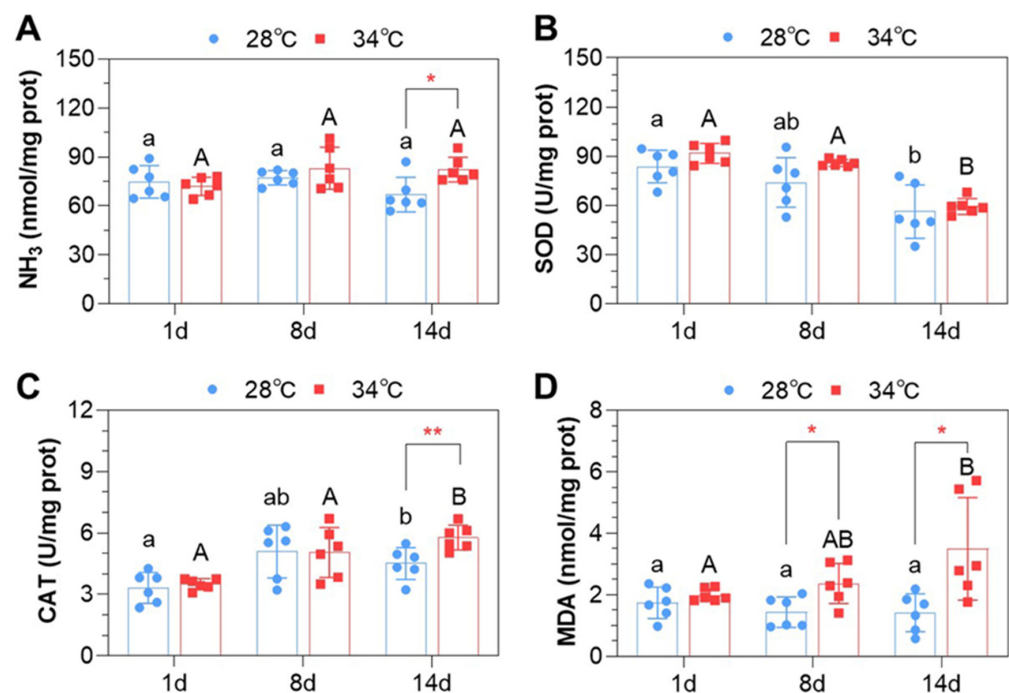 A
28℃ 34℃
NH3 (nmol/mg prot)
150
120
90
60
30
0
a A a A a A
*
1d 8d 14d
B
28℃ 34℃
SOD (U/mg prot)
150
120
90
60
30
0
a A ab A b B
1d 8d 14d
C
28℃ 34℃
CAT (U/mg prot)
12
9
6
3
0
a A ab A b B
**
1d 8d 14d
D
28℃ 34℃
MDA (nmol/mg prot)
8
6
4
2
0
a A a AB a B
* *
1d 8d 14d